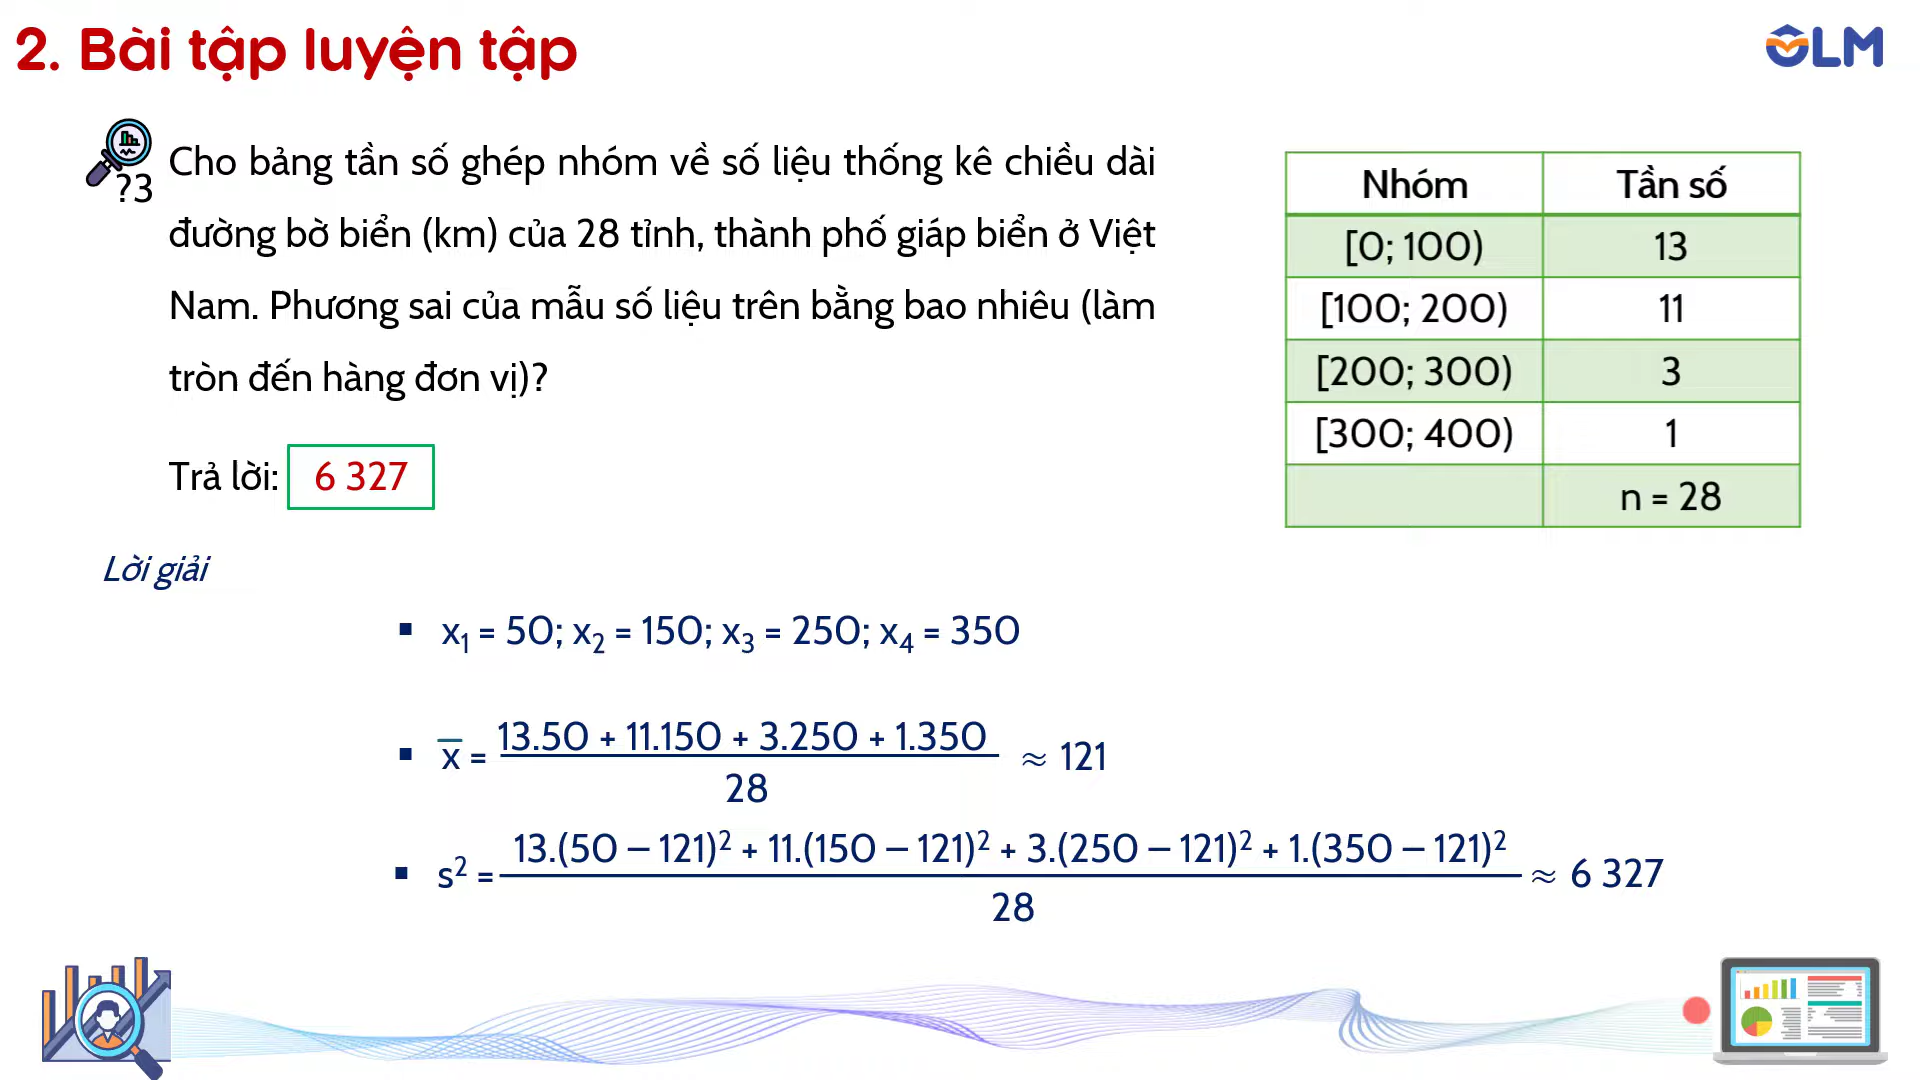 2. Bài tập luyện tập
OLM
?3
Cho bảng tần số ghép nhóm về số liệu thống kê chiều dài
đường bờ biển (km) của 28 tỉnh, thành phố giáp biển ở Việt
Nam. Phương sai của mẫu số liệu trên bằng bao nhiêu (làm
tròn đến hàng đơn vị)?
Trả lời: 6 327
Nhóm Tần số
[0; 100) 13
[100; 200) 11
[200; 300) 3
[300; 400) 1
n = 28
Lời giải
▪ x₁ = 50; x₂ = 150; x₃ = 250; x₄ = 350
▪ x̅ = (13.50 + 11.150 + 3.250 + 1.350) / 28 ≈ 121
▪ s² = (13.(50 – 121)² + 11.(150 – 121)² + 3.(250 – 121)² + 1.(350 – 121)²) / 28 ≈ 6 327